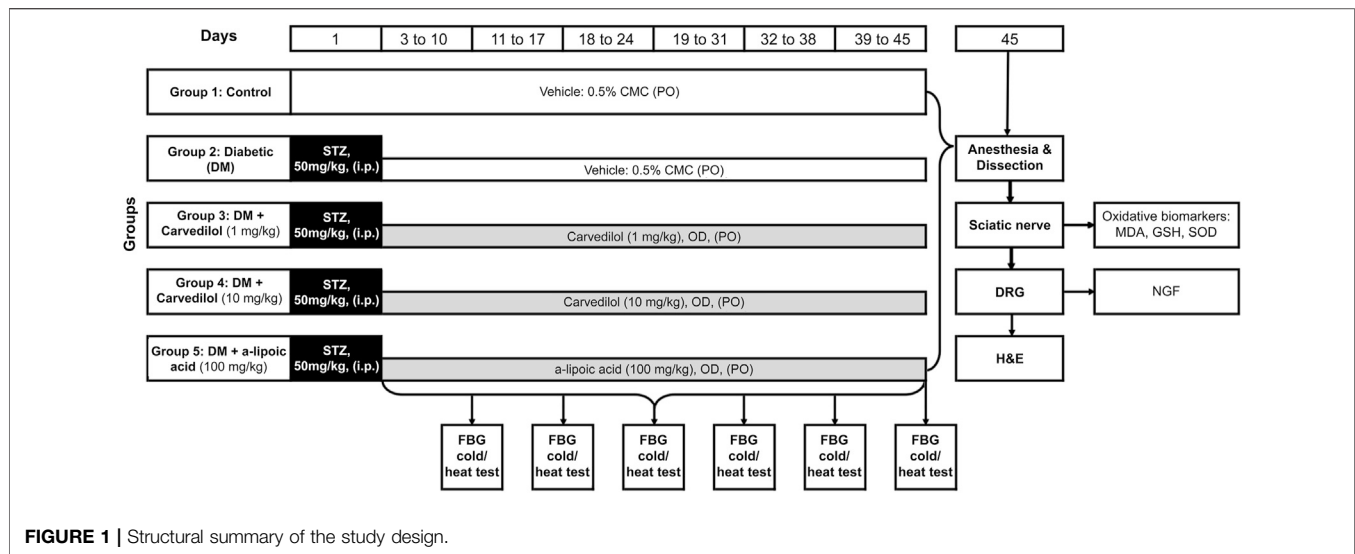 Days
1
3 to 10
11 to 17
18 to 24
19 to 31
32 to 38
39 to 45
45
Groups
Group 1: Control
Vehicle: 0.5% CMC (PO)
Group 2: Diabetic
(DM)
STZ,
50mg/kg, (i.p.)
Vehicle: 0.5% CMC (PO)
Group 3: DM +
Carvedilol (1 mg/kg)
STZ,
50mg/kg, (i.p.)
Carvedilol (1 mg/kg), OD, (PO)
Group 4: DM +
Carvedilol (10 mg/kg)
STZ,
50mg/kg, (i.p.)
Carvedilol (10 mg/kg), OD, (PO)
Group 5: DM + a-lipoic
acid (100 mg/kg)
STZ,
50mg/kg, (i.p.)
a-lipoic acid (100 mg/kg), OD, (PO)
Anesthesia &
Dissection
Sciatic nerve
Oxidative biomarkers:
MDA, GSH, SOD
DRG
NGF
H&E
FBG
cold/
heat test
FBG
cold/
heat test
FBG
cold/
heat test
FBG
cold/
heat test
FBG
cold/
heat test
FBG
cold/
heat test
FIGURE 1 | Structural summary of the study design.